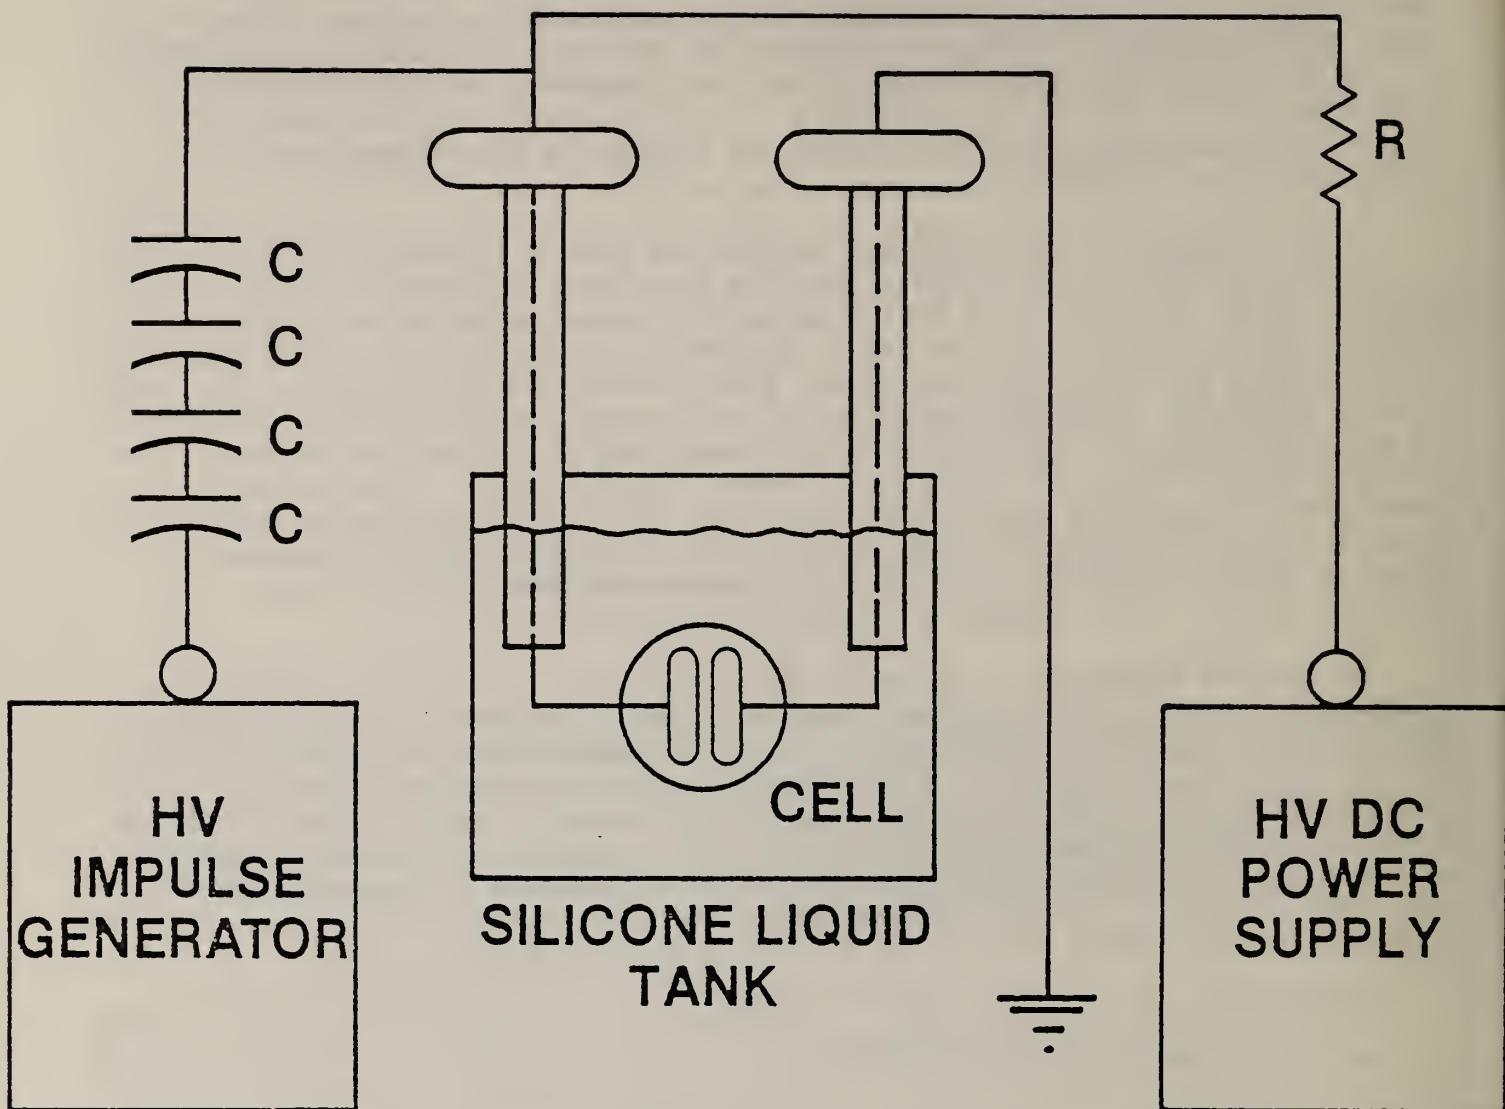 R
C
C
C
C
CELL
HV
IMPULSE
GENERATOR
SILICONE LIQUID
TANK
HV DC
POWER
SUPPLY